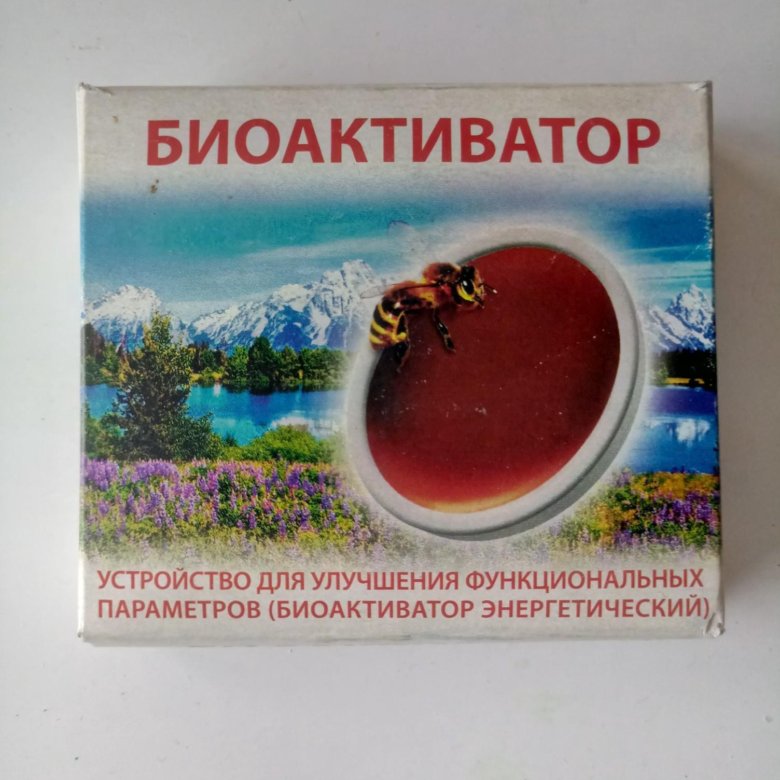 БИОАКТИВАТОР
УСТРОЙСТВО ДЛЯ УЛУЧШЕНИЯ ФУНКЦИОНАЛЬНЫХ
ПАРАМЕТРОВ (БИОАКТИВАТОР ЭНЕРГЕТИЧЕСКИЙ)